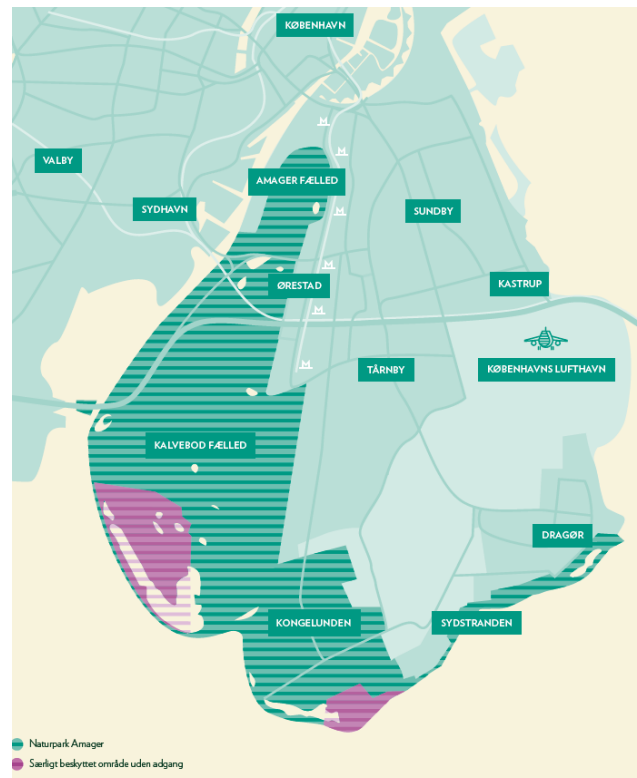 KØBENHAVN
VALBY
AMAGER FÆLLED
SYDHAVN
SUNDBY
ØRESTAD
KASTRUP
TÅRNBY
KØBENHAVNS LUFTHAVN
KALVEBOD FÆLLED
DRAGØR
KONGELUNDEN
SYDSTRANDEN
Naturpark Amager
Særligt beskyttet område uden adgang